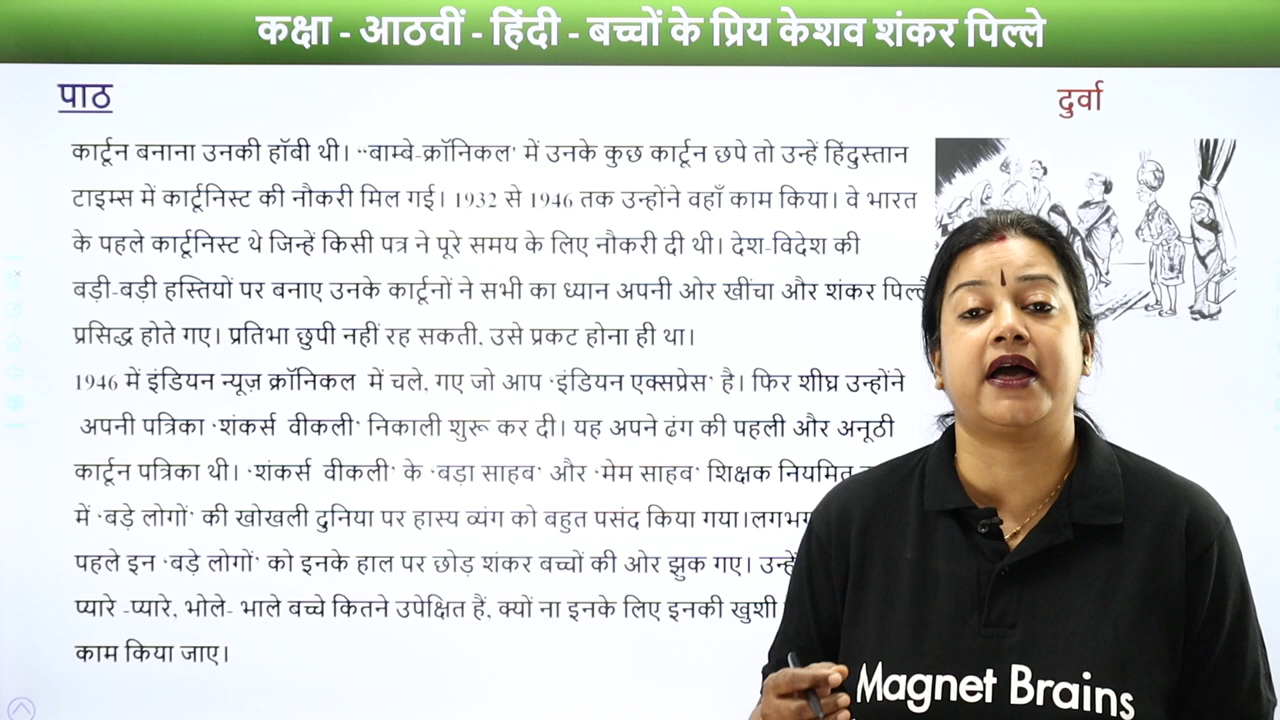 कक्षा - आठवीं - हिंदी - बच्चों के प्रिय केशव शंकर पिल्ले
पाठ
दुर्वा
कार्टून बनाना उनकी हॉबी थी। “बाम्बे-क्रॉनिकल' में उनके कुछ कार्टून छपे तो उन्हें हिंदुस्तान
टाइम्स में कार्टूनिस्ट की नौकरी मिल गई। 1932 से 1946 तक उन्होंने वहाँ काम किया। वे भारत
के पहले कार्टूनिस्ट थे जिन्हें किसी पत्र ने पूरे समय के लिए नौकरी दी थी। देश-विदेश की
बड़ी-बड़ी हस्तियों पर बनाए उनके कार्टूनों ने सभी का ध्यान अपनी ओर खींचा और शंकर पिल्लै
प्रसिद्ध होते गए। प्रतिभा छुपी नहीं रह सकती, उसे प्रकट होना ही था।
1946 में इंडियन न्यूज़ क्रॉनिकल में चले, गए जो आप ‘इंडियन एक्सप्रेस’ है। फिर शीघ्र उन्होंने
अपनी पत्रिका ‘शंकर्स वीकली’ निकाली शुरू कर दी। यह अपने ढंग की पहली और अनूठी
कार्टून पत्रिका थी। ‘शंकर्स वीकली’ के ‘बड़ा साहब’ और ‘मेम साहब’ शिक्षक नियमित
में ‘बड़े लोगों’ की खोखली दुनिया पर हास्य व्यंग को बहुत पसंद किया गया।लगभग
पहले इन ‘बड़े लोगों’ को इनके हाल पर छोड़ शंकर बच्चों की ओर झुक गए। उन्हें
प्यारे -प्यारे, भोले- भाले बच्चे कितने उपेक्षित हैं, क्यों ना इनके लिए इनकी खुशी
काम किया जाए।
Magnet Brains